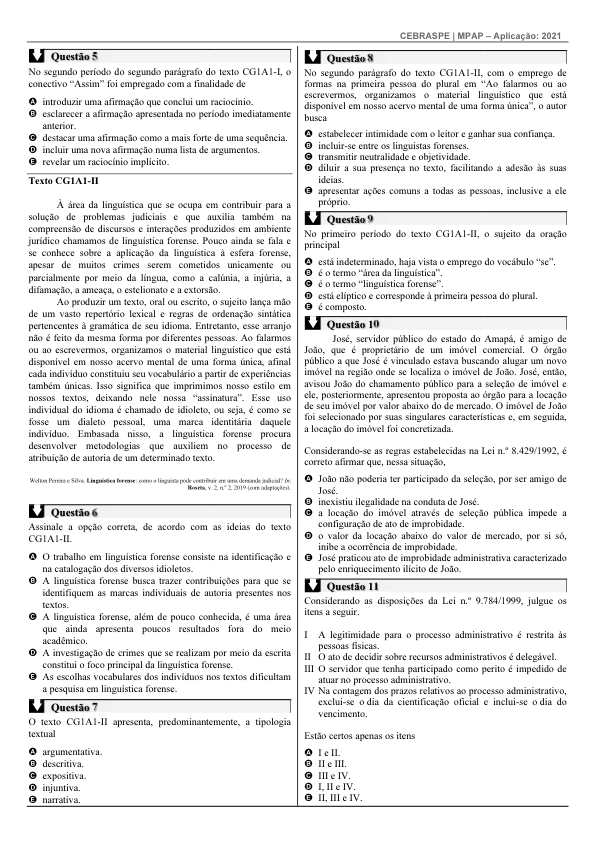 CEBRASPE | MPAP – Aplicação: 2021
Questão 5
No segundo período do segundo parágrafo do texto CG1A1-I, o
conectivo “Assim” foi empregado com a finalidade de
A introduzir uma afirmação que conclui um raciocínio.
B esclarecer a afirmação apresentada no período imediatamente
anterior.
C destacar uma afirmação como a mais forte de uma sequência.
D incluir uma nova afirmação numa lista de argumentos.
E revelar um raciocínio implícito.
Texto CG1A1-II
À área da linguística que se ocupa em contribuir para a
solução de problemas judiciais e que auxilia também na
compreensão de discursos e interações produzidos em ambiente
jurídico chamamos de linguística forense. Pouco ainda se fala e
se conhece sobre a aplicação da linguística à esfera forense,
apesar de muitos crimes serem cometidos unicamente ou
parcialmente por meio da língua, como a calúnia, a injúria, a
difamação, a ameaça, o estelionato e a extorsão.
Ao produzir um texto, oral ou escrito, o sujeito lança mão
de um vasto repertório lexical e regras de ordenação sintática
pertencentes à gramática de seu idioma. Entretanto, esse arranjo
não é feito da mesma forma por diferentes pessoas. Ao falarmos
ou ao escrevermos, organizamos o material linguístico que está
disponível em nosso acervo mental de uma forma única, afinal
cada indivíduo constituiu seu vocabulário a partir de experiências
também únicas. Isso significa que imprimimos nosso estilo em
nossos textos, deixando nele nossa “assinatura”. Esse uso
individual do idioma é chamado de idioleto, ou seja, é como se
fosse um dialeto pessoal, uma marca identitária daquele
indivíduo. Embasada nisso, a linguística forense procura
desenvolver metodologias que auxiliem no processo de
atribuição de autoria de um determinado texto.
Welton Pereira e Silva. Linguística forense: como o linguista pode contribuir em uma demanda judicial? In:
Roseta, v. 2, n.º 2, 2019 (com adaptações).
Questão 6
Assinale a opção correta, de acordo com as ideias do texto
CG1A1-II.
A O trabalho em linguística forense consiste na identificação e
na catalogação dos diversos idioletos.
B A linguística forense busca trazer contribuições para que se
identifiquem as marcas individuais de autoria presentes nos
textos.
C A linguística forense, além de pouco conhecida, é uma área
que ainda apresenta poucos resultados fora do meio
acadêmico.
D A investigação de crimes que se realizam por meio da escrita
constitui o foco principal da linguística forense.
E As escolhas vocabulares dos indivíduos nos textos dificultam
a pesquisa em linguística forense.
Questão 7
O texto CG1A1-II apresenta, predominantemente, a tipologia
textual
A argumentativa.
B descritiva.
C expositiva.
D injuntiva.
E narrativa.
Questão 8
No segundo parágrafo do texto CG1A1-II, com o emprego de
formas na primeira pessoa do plural em “Ao falarmos ou ao
escrevermos, organizamos o material linguístico que está
disponível em nosso acervo mental de uma forma única”, o autor
busca
A estabelecer intimidade com o leitor e ganhar sua confiança.
B incluir-se entre os linguistas forenses.
C transmitir neutralidade e objetividade.
D diluir a sua presença no texto, facilitando a adesão às suas
ideias.
E apresentar ações comuns a todas as pessoas, inclusive a ele
próprio.
Questão 9
No primeiro período do texto CG1A1-II, o sujeito da oração
principal
A está indeterminado, haja vista o emprego do vocábulo “se”.
B é o termo “área da linguística”.
C é o termo “linguística forense”.
D está elíptico e corresponde à primeira pessoa do plural.
E é composto.
Questão 10
José, servidor público do estado do Amapá, é amigo de
João, que é proprietário de um imóvel comercial. O órgão
público a que José é vinculado estava buscando alugar um novo
imóvel na região onde se localiza o imóvel de João. José, então,
avisou João do chamamento público para a seleção de imóvel e
ele, posteriormente, apresentou proposta ao órgão para a locação
de seu imóvel por valor abaixo do de mercado. O imóvel de João
foi selecionado por suas singulares características e, em seguida,
a locação do imóvel foi concretizada.
Considerando-se as regras estabelecidas na Lei n.º 8.429/1992, é
correto afirmar que, nessa situação,
A João não poderia ter participado da seleção, por ser amigo de
José.
B inexistiu ilegalidade na conduta de José.
C a locação do imóvel através de seleção pública impede a
configuração de ato de improbidade.
D o valor da locação abaixo do valor de mercado, por si só,
inibe a ocorrência de improbidade.
E José praticou ato de improbidade administrativa caracterizado
pelo enriquecimento ilícito de João.
Questão 11
Considerando as disposições da Lei n.º 9.784/1999, julgue os
itens a seguir.
I A legitimidade para o processo administrativo é restrita às
pessoas físicas.
II O ato de decidir sobre recursos administrativos é delegável.
III O servidor que tenha participado como perito é impedido de
atuar no processo administrativo.
IV Na contagem dos prazos relativos ao processo administrativo,
exclui-se o dia da cientificação oficial e inclui-se o dia do
vencimento.
Estão certos apenas os itens
A I e II.
B II e III.
C III e IV.
D I, II e IV.
E II, III e IV.